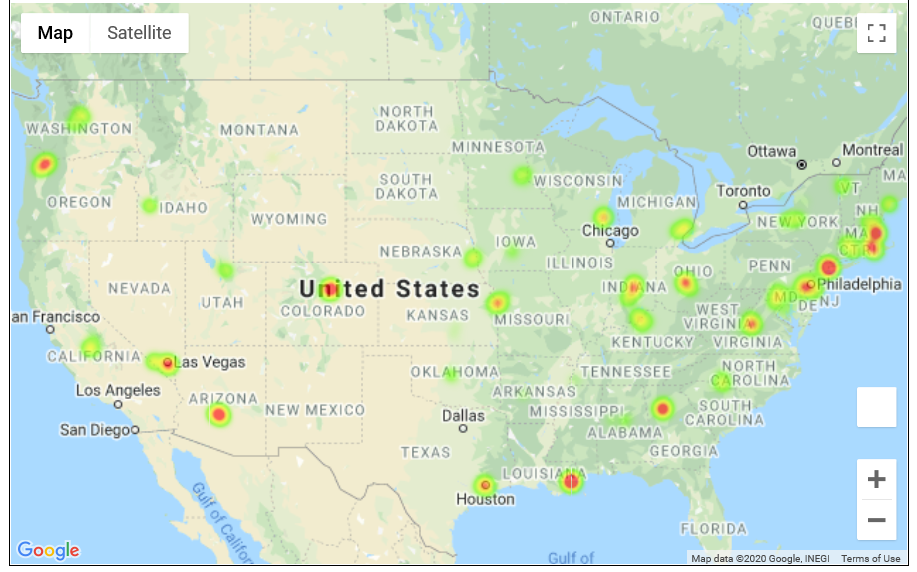 Map
Satellite
ONTARIO
QUEB
WASHINGTON
MONTANA
NORTH
DAKOTA
MINNESOTA
Ottawa
Montreal
OREGON
IDAHO
SOUTH
DAKOTA
WISCONSIN
MICHIGAN
Toronto
VT
MA
NH
WYOMING
NEW YORK
MA
CT
Chicago
IOWA
NEBRASKA
ILLINOIS
INDIANA
OHIO
PENN
NEVADA
UTAH
United States
COLORADO
KANSAS
MISSOURI
WEST
VIRGINIA
MD
DE
NJ
Philadelphia
an Francisco
KENTUCKY
VIRGINIA
CALIFORNIA
Las Vegas
OKLAHOMA
TENNESSEE
NORTH
CAROLINA
Los Angeles
ARIZONA
NEW MEXICO
ARKANSAS
MISSISSIPPI
SOUTH
CAROLINA
San Diego
Dallas
ALABAMA
TEXAS
GEORGIA
LOUISIANA
Houston
Gulf of Califor
FLORIDA
Google
Gulf of
Map data ©2020 Google, INEGI
Terms of Use